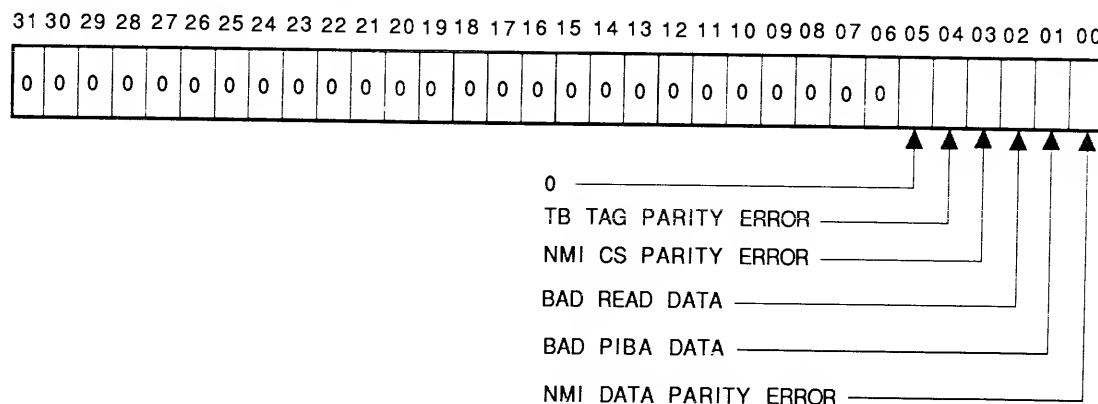 31 30 29 28 27 26 25 24 23 22 21 20 19 18 17 16 15 14 13 12 11 10 09 08 07 06 05 04 03 02 01 00
0 0 0 0 0 0 0 0 0 0 0 0 0 0 0 0 0 0 0 0 0 0 0 0 0 0
0
TB TAG PARITY ERROR
NMI CS PARITY ERROR
BAD READ DATA
BAD PIBA DATA
NMI DATA PARITY ERROR